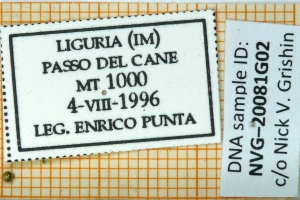 LIGURIA (IM)
PASSO DEL CANE
MT 1000
4-VIII-1996
LEG. ENRICO PUNTA
DNA sample ID:
NVG-20081G02
c/o Nick V. Grishin